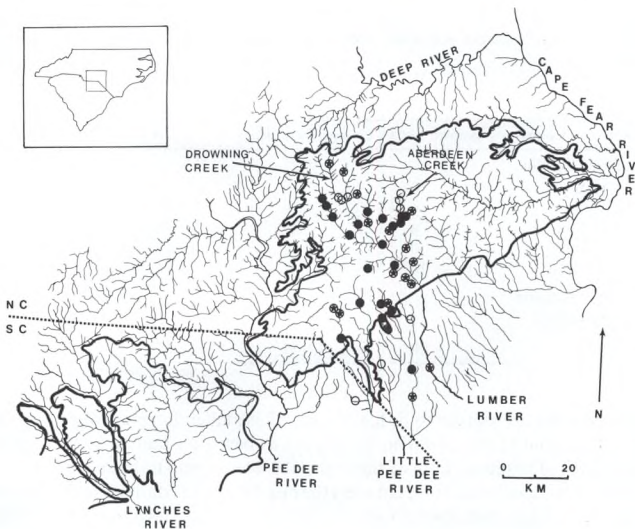 DEEP RIVER
CAPE FEAR RIVER
DROWNING
CREEK
ABERDEEN
CREEK
NC
SC
LUMBER
RIVER
N
PEE DEE
RIVER
LITTLE
PEE DEE
RIVER
0 20
KM
LYNCHES
RIVER